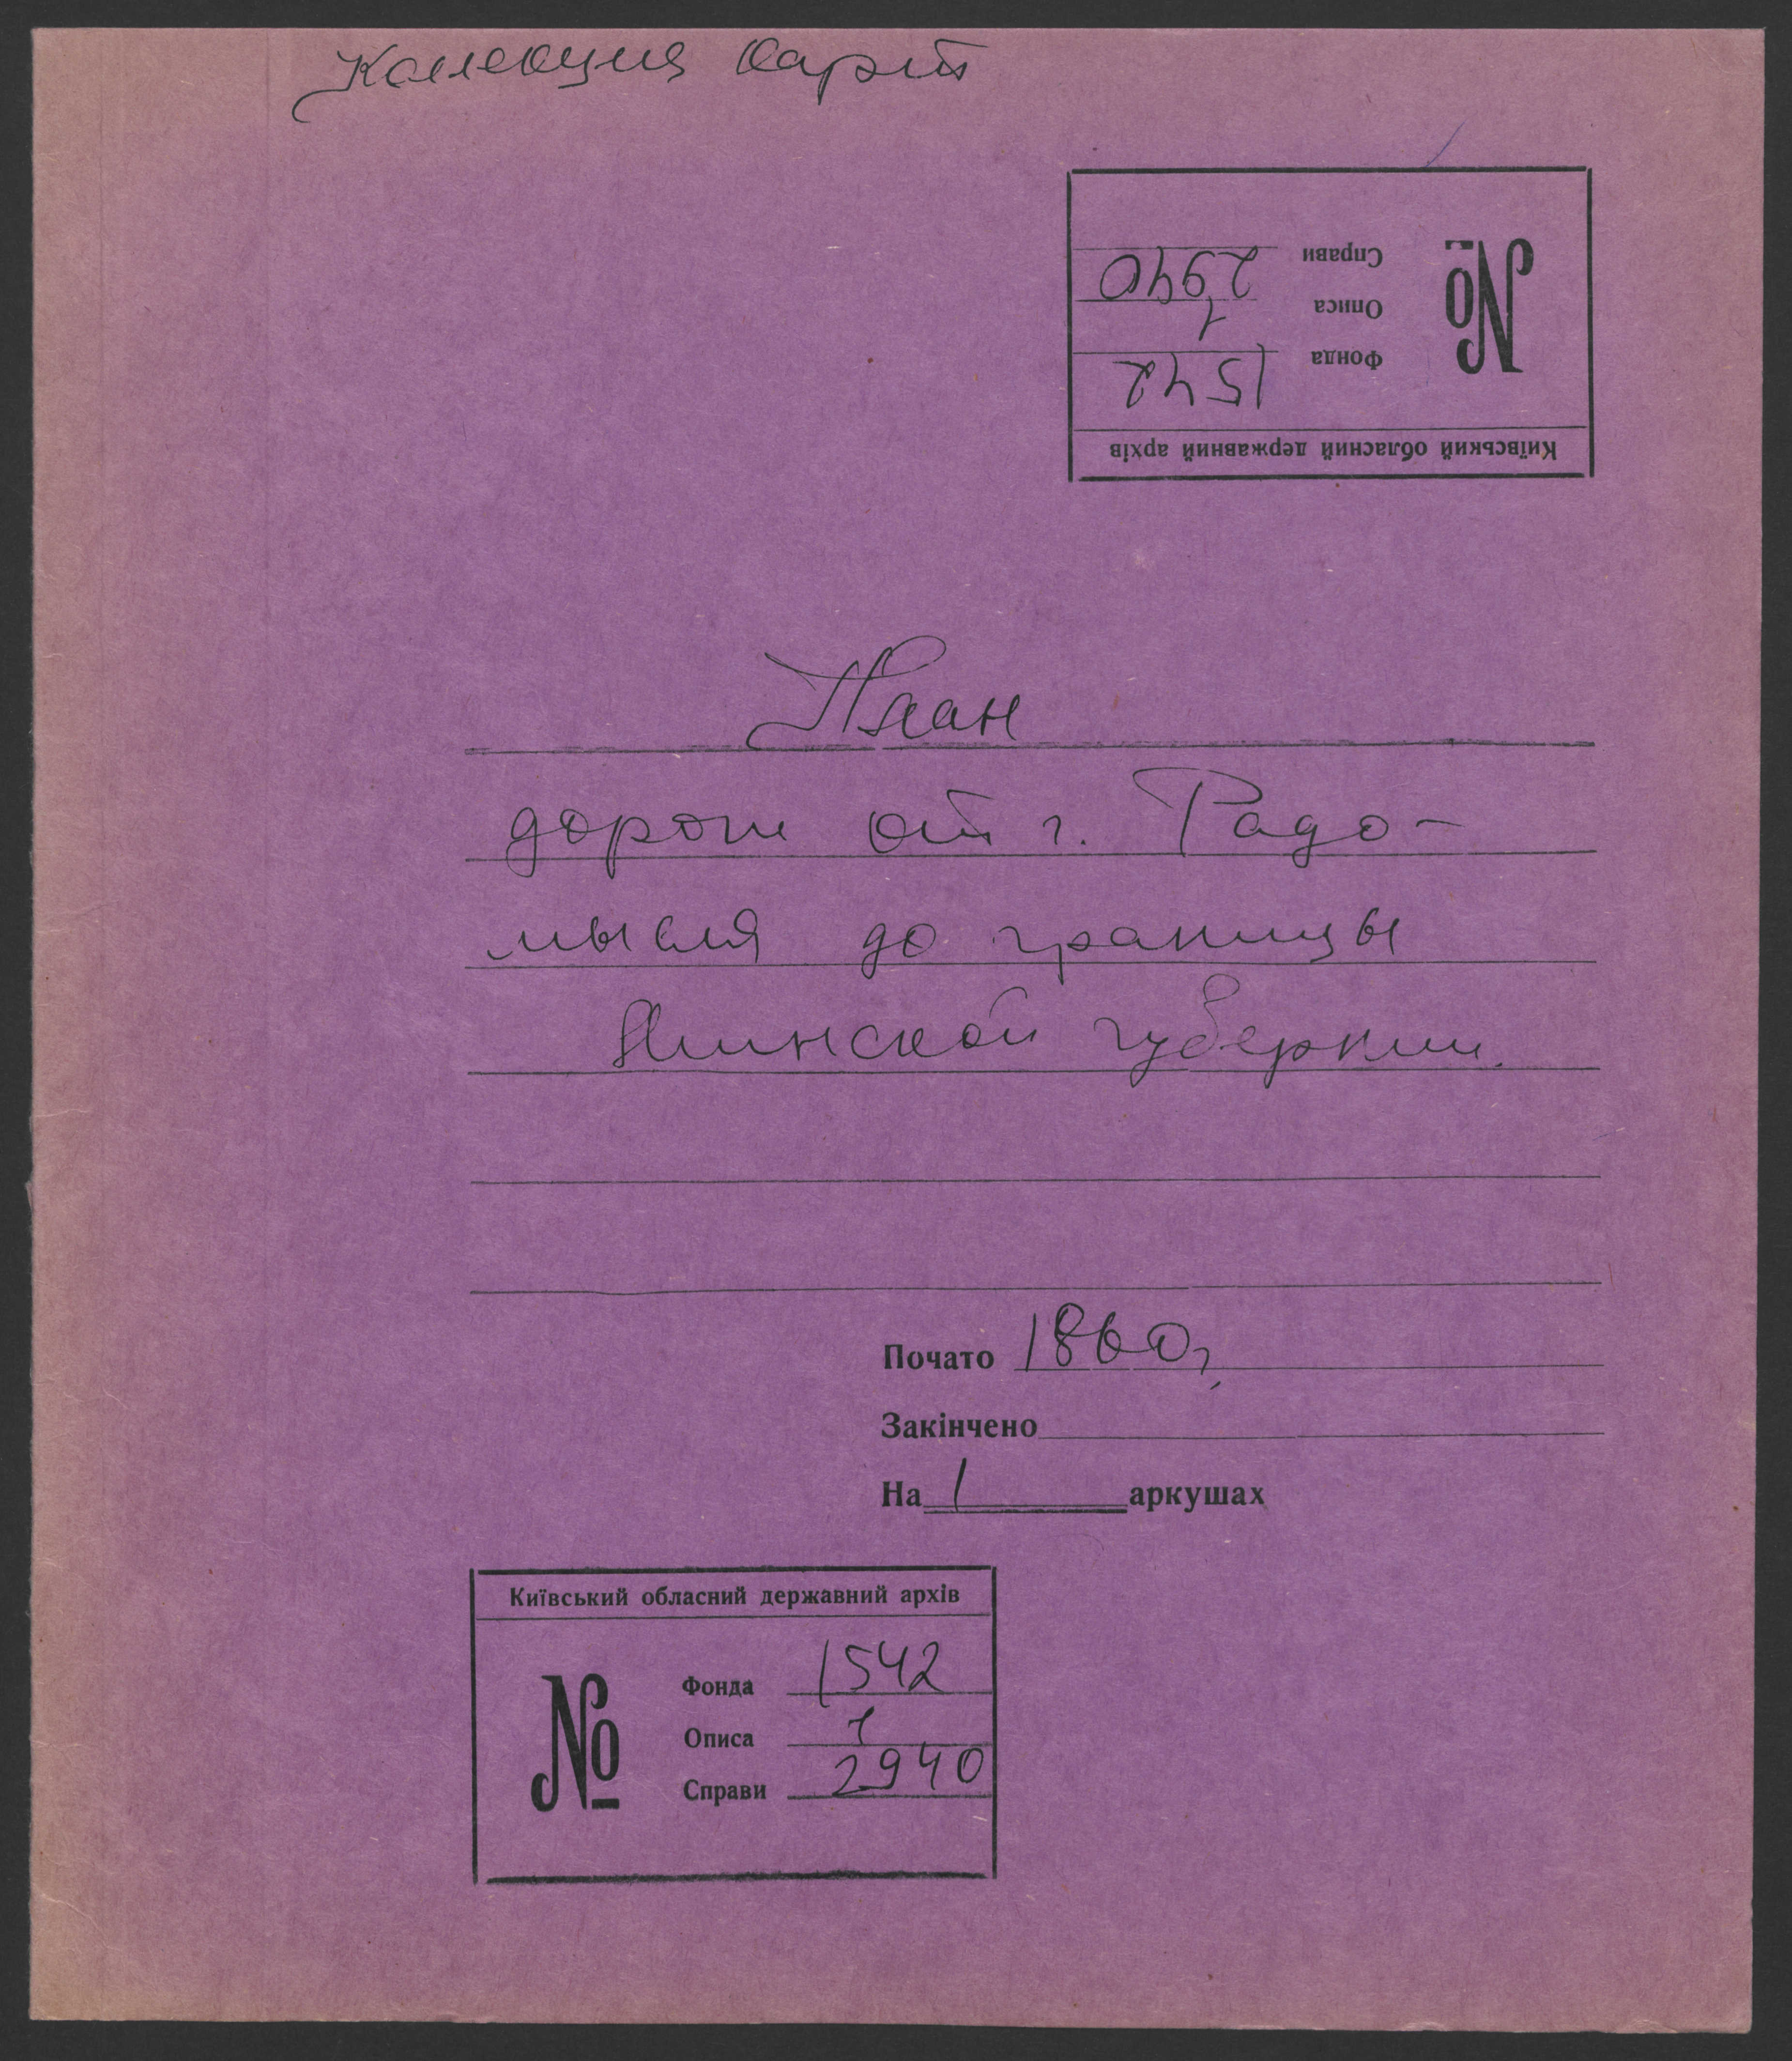 Коллекция карт
Київський обласний державний архів
№
Фонда 1542
Описа 1
Справи 2940
План
дороги от г. Радо-
мысля до границы
Минской губернии.
Почато 1860 г.
Закінчено
На 1 аркушах
Київський обласний державний архів
№
Фонда 1542
Описа 1
Справи 2940